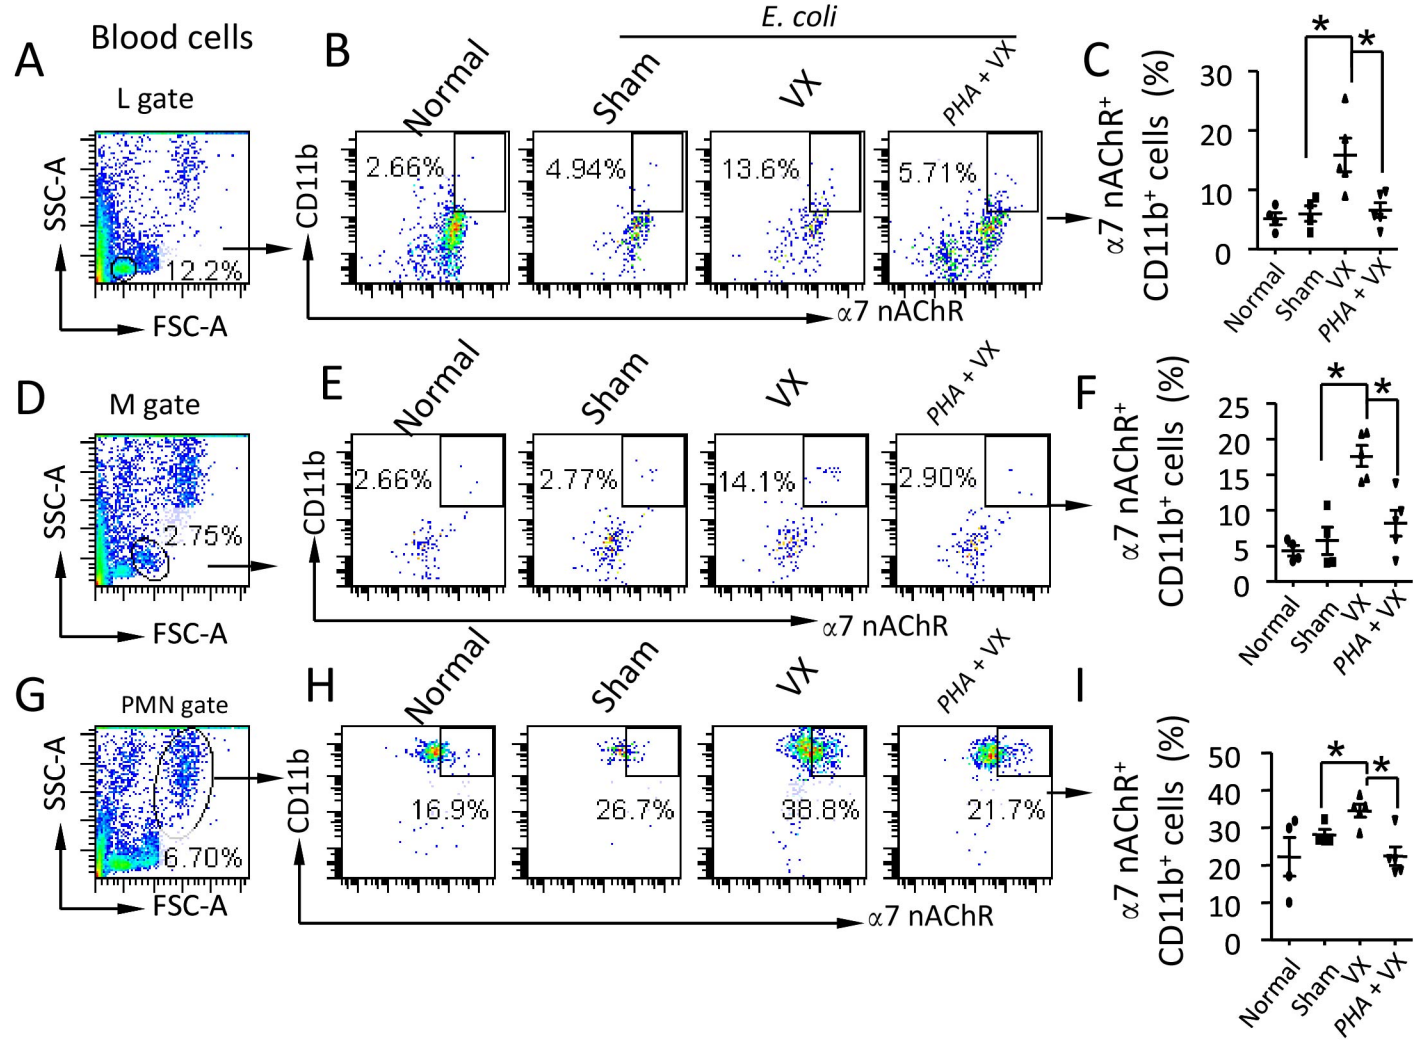 Blood cells
A
L gate
SSC-A
12.2%
FSC-A
B
E. coli
Normal
Sham
VX
PHA + VX
CD11b
2.66%
4.94%
13.6%
5.71%
α7 nAChR
C
α7 nAChR+
CD11b+ cells (%)
30
20
10
0
*
*
Normal
Sham
VX
PHA + VX
D
M gate
SSC-A
2.75%
FSC-A
E
Normal
Sham
VX
PHA + VX
CD11b
2.66%
2.77%
14.1%
2.90%
α7 nAChR
F
α7 nAChR+
CD11b+ cells (%)
25
20
15
10
5
0
*
*
Normal
Sham
VX
PHA + VX
G
PMN gate
SSC-A
6.70%
FSC-A
H
Normal
Sham
VX
PHA + VX
CD11b
16.9%
26.7%
38.8%
21.7%
α7 nAChR
I
α7 nAChR+
CD11b+ cells (%)
50
40
30
20
10
0
*
*
Normal
Sham
VX
PHA + VX